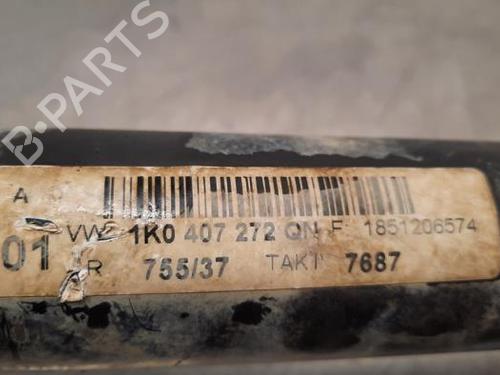 A
01 VW 1K0 407 272 QN F 1851206574
R 755/37 TAKT 7687
B-PARTS